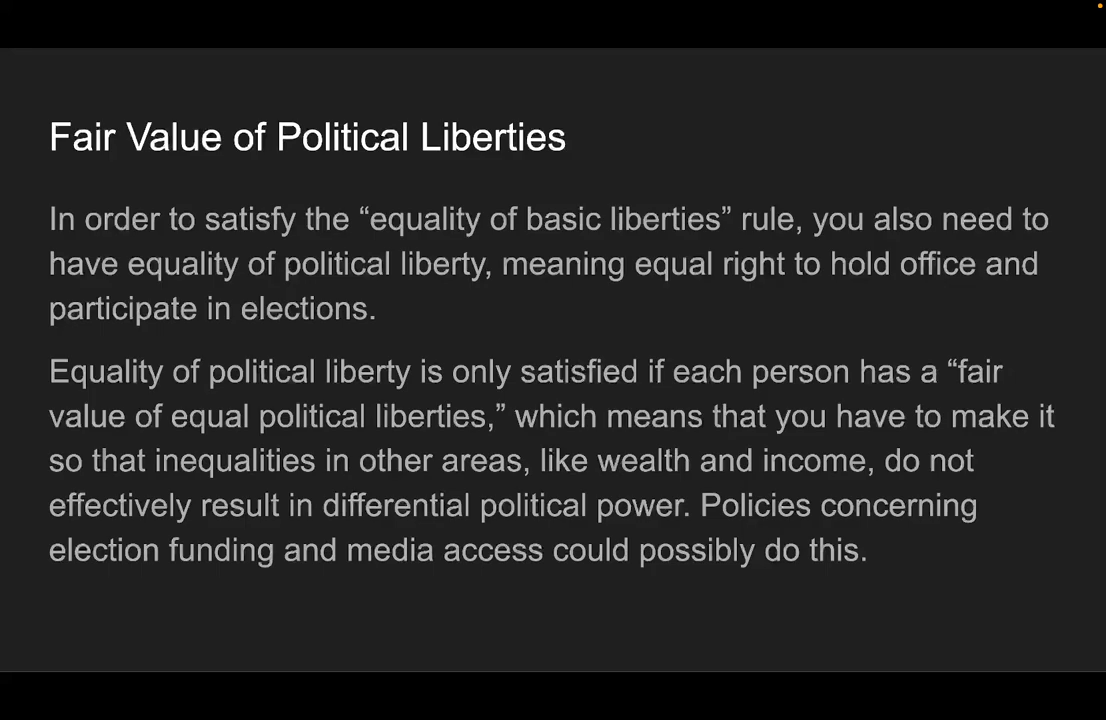 Fair Value of Political Liberties
In order to satisfy the “equality of basic liberties” rule, you also need to
have equality of political liberty, meaning equal right to hold office and
participate in elections.
Equality of political liberty is only satisfied if each person has a “fair
value of equal political liberties,” which means that you have to make it
so that inequalities in other areas, like wealth and income, do not
effectively result in differential political power. Policies concerning
election funding and media access could possibly do this.